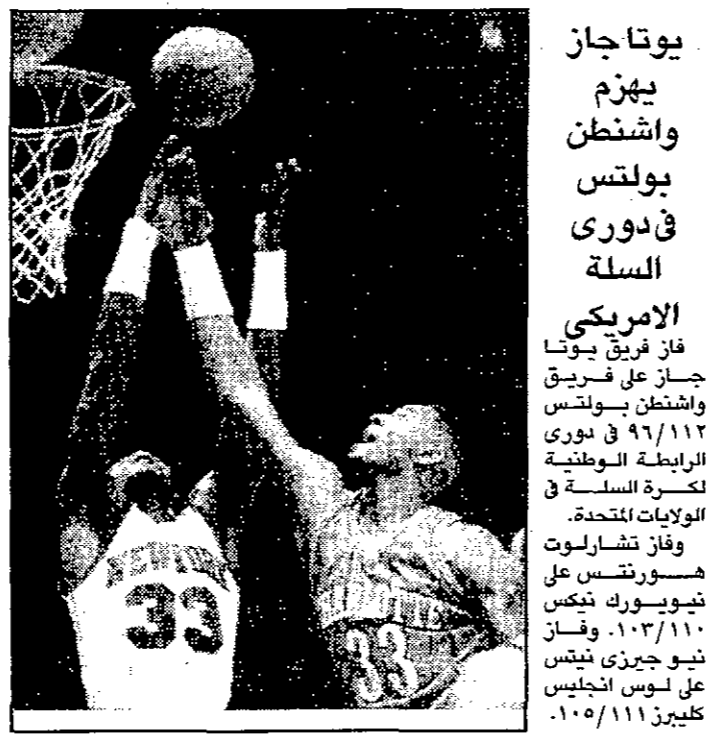 يوتا جاز
يهزم
واشنطن
بولتس
فى دورى
السلة
الامريكى
فاز فريق يوتا
جاز على فريق
واشنطن بولتس
٩٦/١١٢ فى دورى
الرابطة الوطنية
لكرة السلة فى
الولايات المتحدة.
وفاز تشارلوت
هورنتس على
نيويورك نيكس
١٠٣/١١٠. وفاز
نيو جيرزى نيتس
على لوس انجليس
كليبرز ١٠٥/١١١.
NEW YORK
33
33